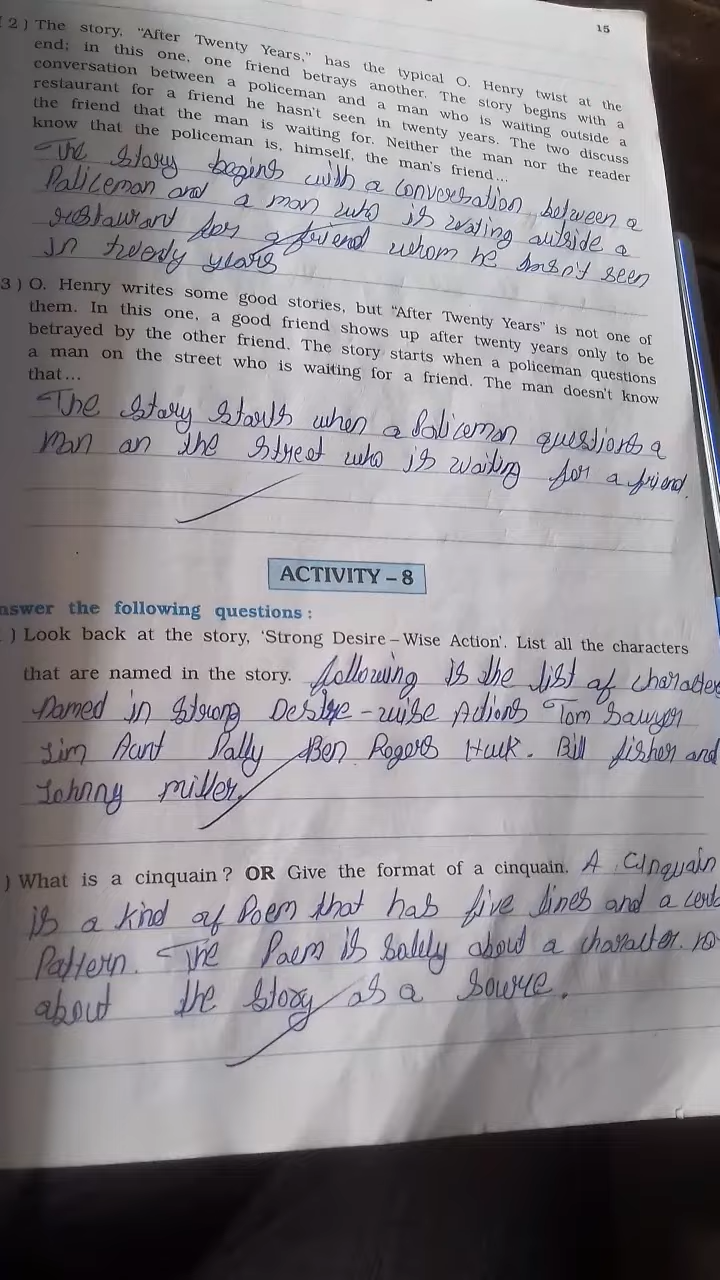 15
2) The story, "After Twenty Years," has the typical O. Henry twist at the
end; in this one, one friend betrays another. The story begins with a
conversation between a policeman and a man who is waiting outside a
restaurant for a friend he hasn't seen in twenty years. The two discuss
the friend that the man is waiting for. Neither the man nor the reader
know that the policeman is, himself, the man's friend...
The story begins with a conversation between a
Policeman and a man who is wating outside a
restaurant for a friend whom he hasn't seen
in twenty years
3) O. Henry writes some good stories, but "After Twenty Years" is not one of
them. In this one, a good friend shows up after twenty years only to be
betrayed by the other friend. The story starts when a policeman questions
a man on the street who is waiting for a friend. The man doesn't know
that...
The story starts when a Policeman questions a
man on the street who is waiting for a friend.
ACTIVITY – 8
nswer the following questions :
) Look back at the story, 'Strong Desire – Wise Action'. List all the characters
that are named in the story. following is the list of character
named in Strong Desire - wise Actions Tom Sawyer
Jim Aunt Pally Ben Rogers Huck. Bill fisher and
Johnny miller.
) What is a cinquain? OR Give the format of a cinquain. A Cinquain
is a kind of Poem that has five lines and a
Pattern. The Poem is solely about a character.
about the story as a